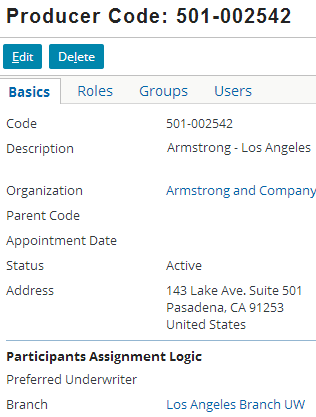 Producer Code: 501-002542
Edit Delete
Basics Roles Groups Users
Code 501-002542
Description Armstrong - Los Angeles
Organization Armstrong and Company
Parent Code
Appointment Date
Status Active
Address 143 Lake Ave. Suite 501
Pasadena, CA 91253
United States
Participants Assignment Logic
Preferred Underwriter
Branch Los Angeles Branch UW